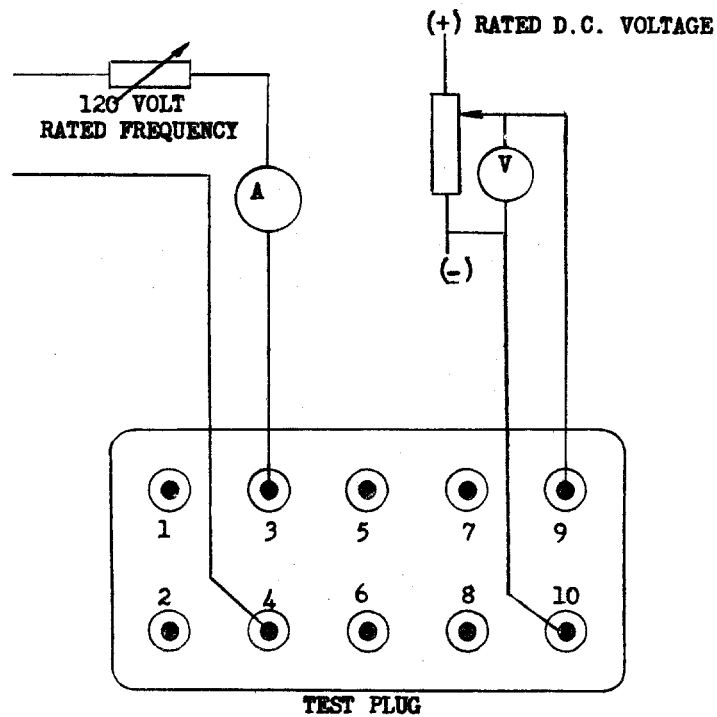 (+) RATED D.C. VOLTAGE
120 VOLT
RATED FREQUENCY
A
V
(-)
1 3 5 7 9
2 4 6 8 10
TEST PLUG